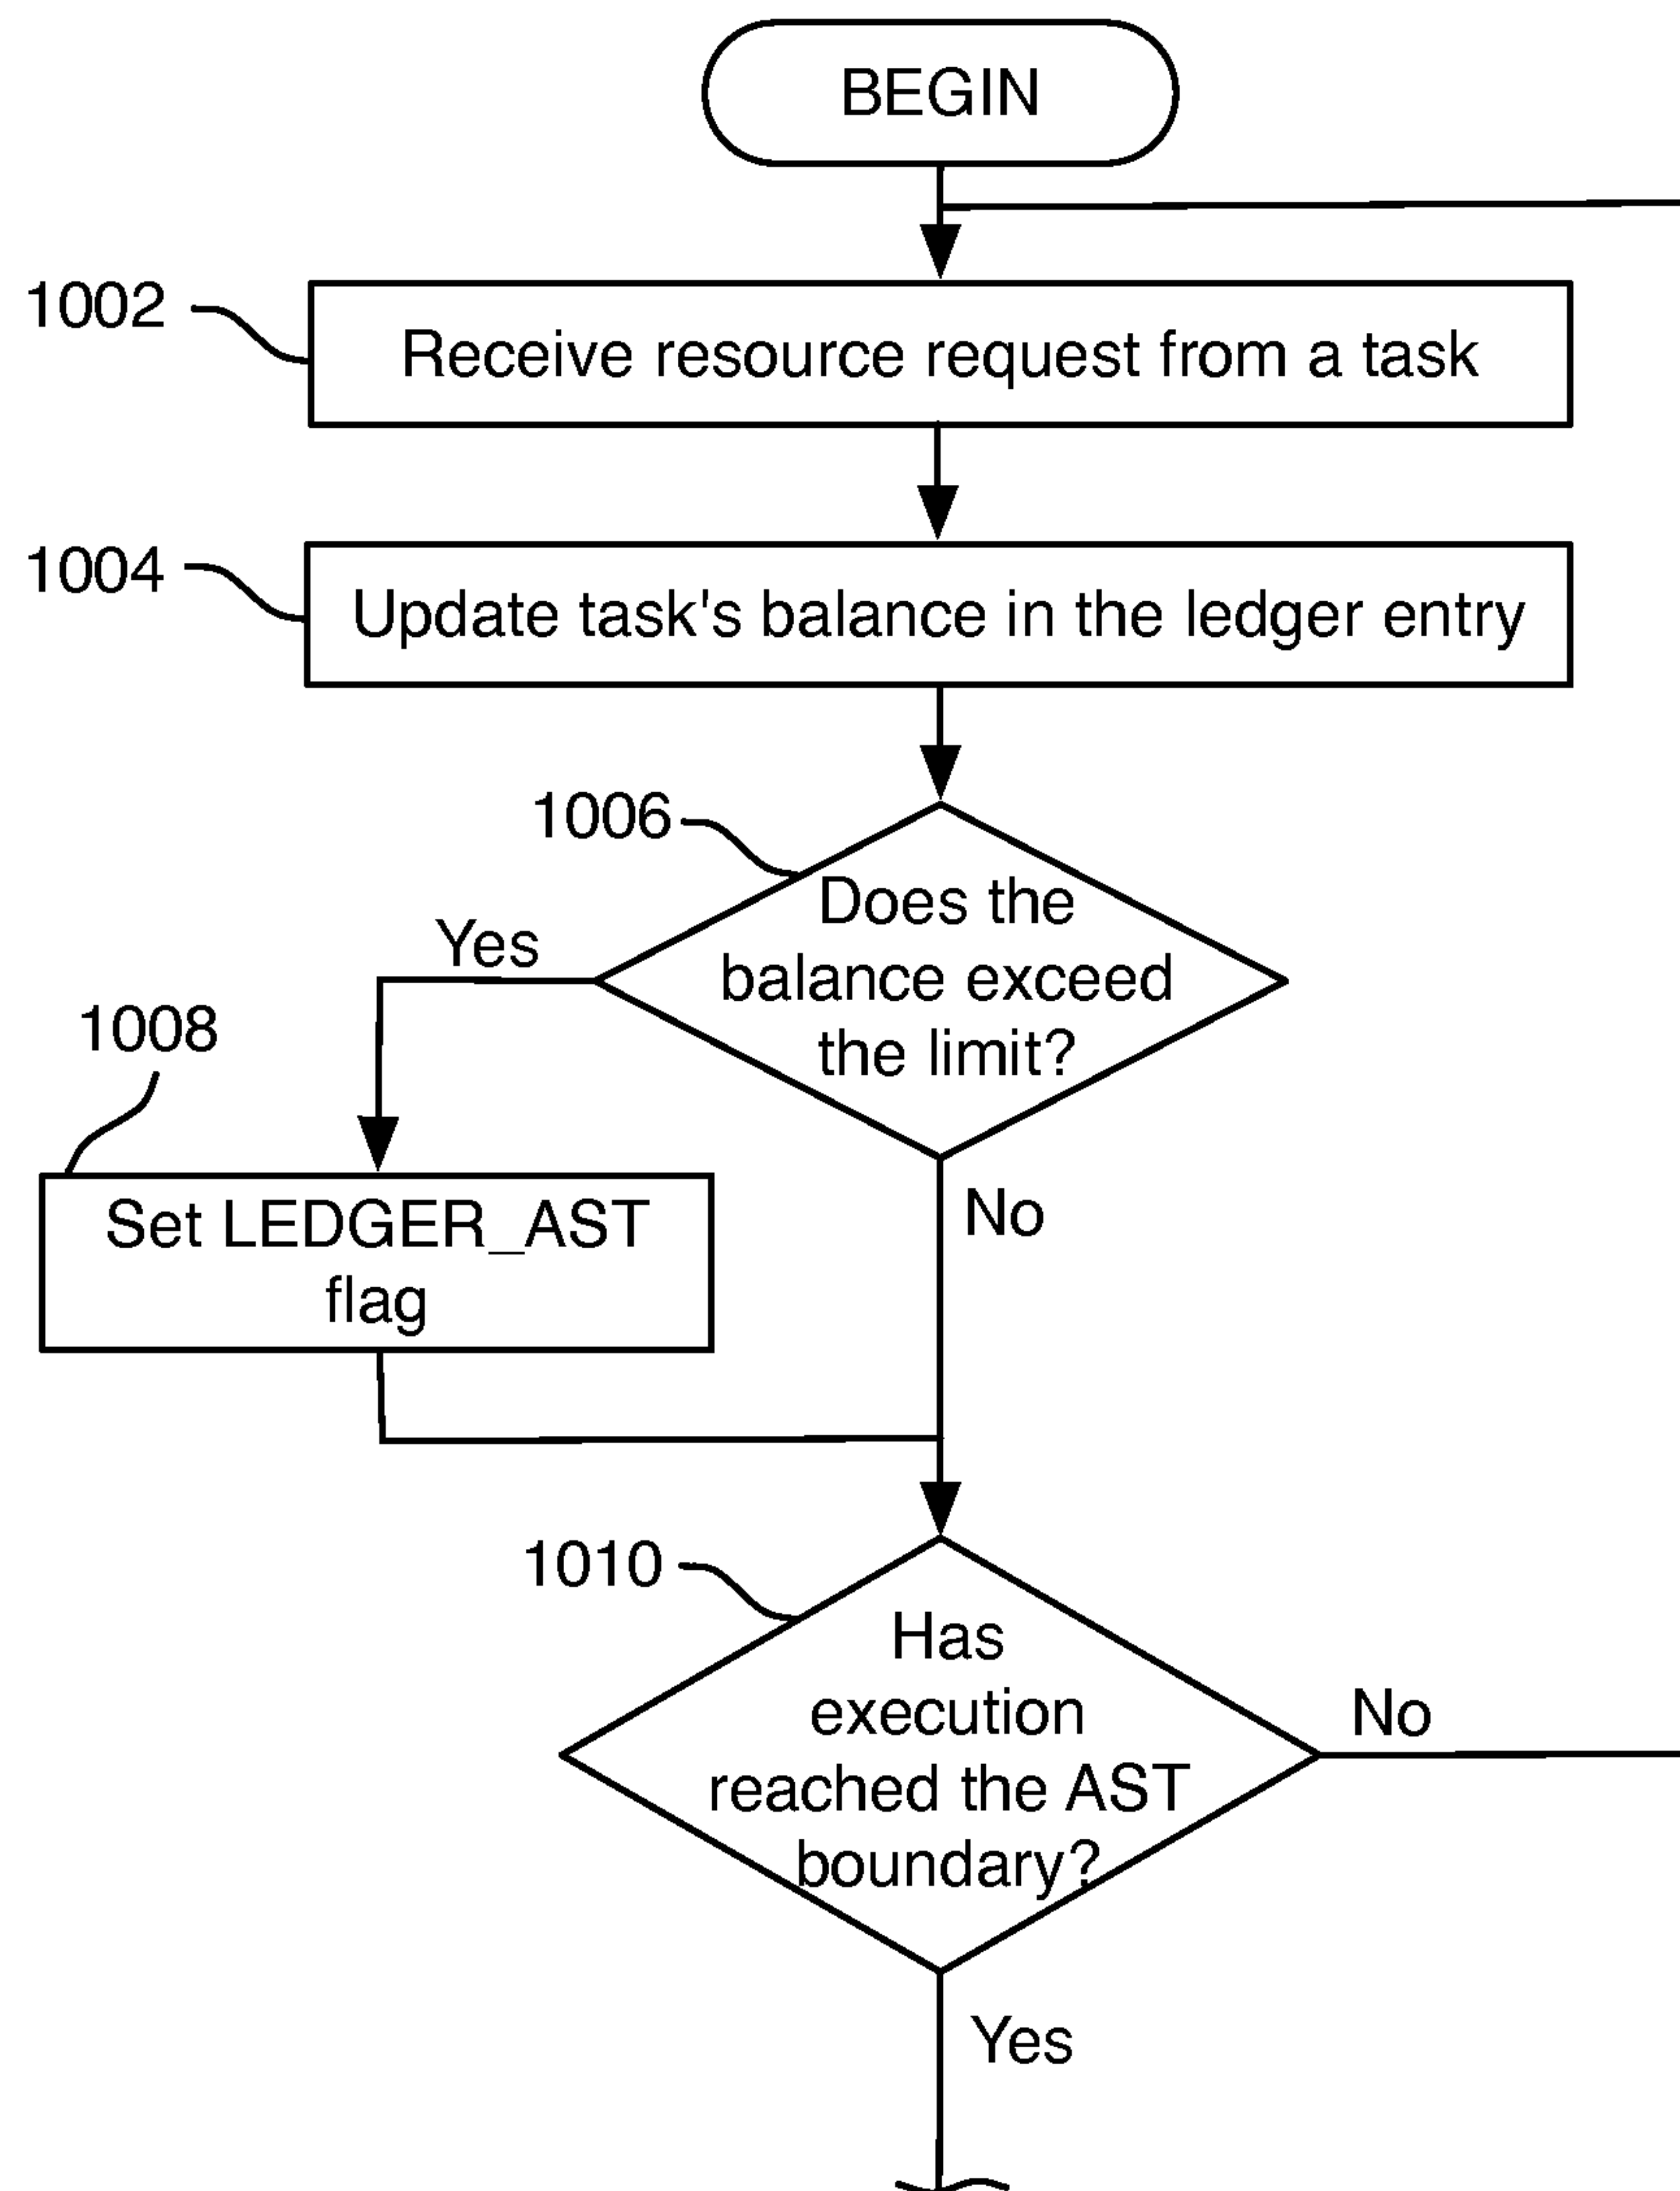 BEGIN
1002
Receive resource request from a task
1004
Update task's balance in the ledger entry
1006
Does the
balance exceed
the limit?
Yes
1008
Set LEDGER_AST
flag
No
1010
Has
execution
reached the AST
boundary?
No
Yes